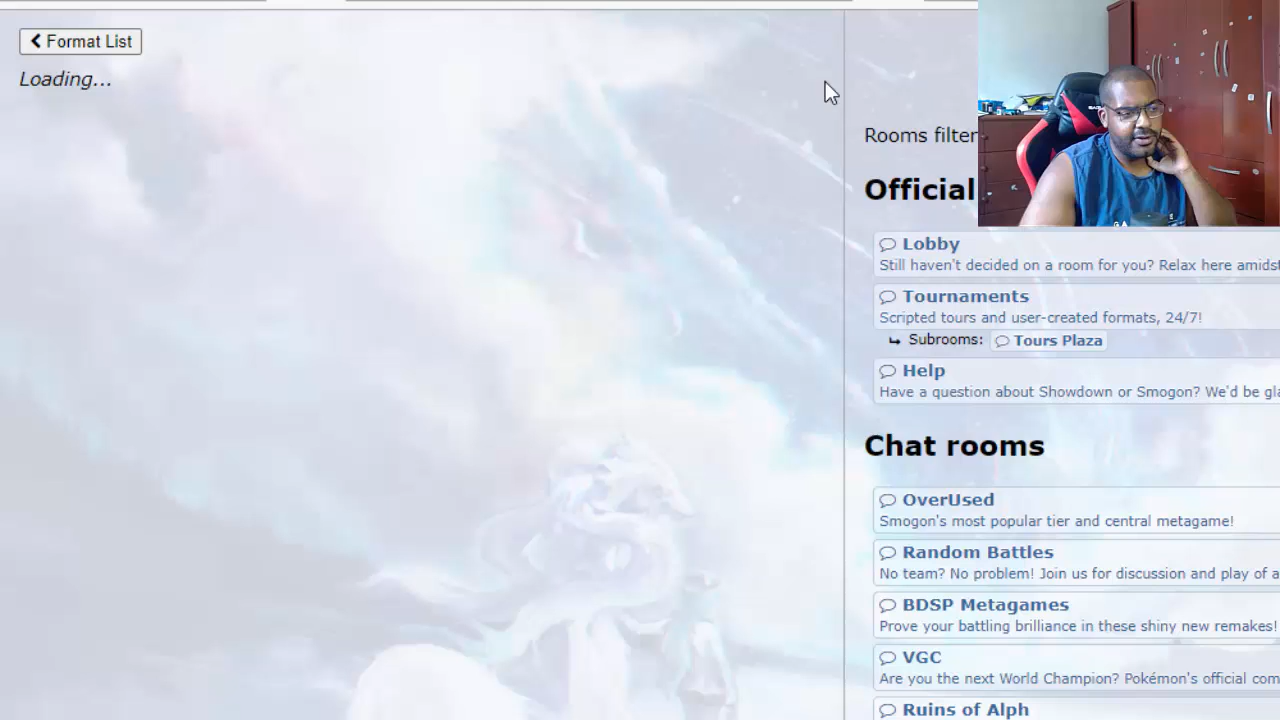 Format List
Loading...
Rooms filter
Official
Lobby
Still haven't decided on a room for you? Relax here amidst
Tournaments
Scripted tours and user-created formats, 24/7!
Subrooms: Tours Plaza
Help
Have a question about Showdown or Smogon? We'd be gla
Chat rooms
OverUsed
Smogon's most popular tier and central metagame!
Random Battles
No team? No problem! Join us for discussion and play of a
BDSP Metagames
Prove your battling brilliance in these shiny new remakes!
VGC
Are you the next World Champion? Pokémon's official com
Ruins of Alph